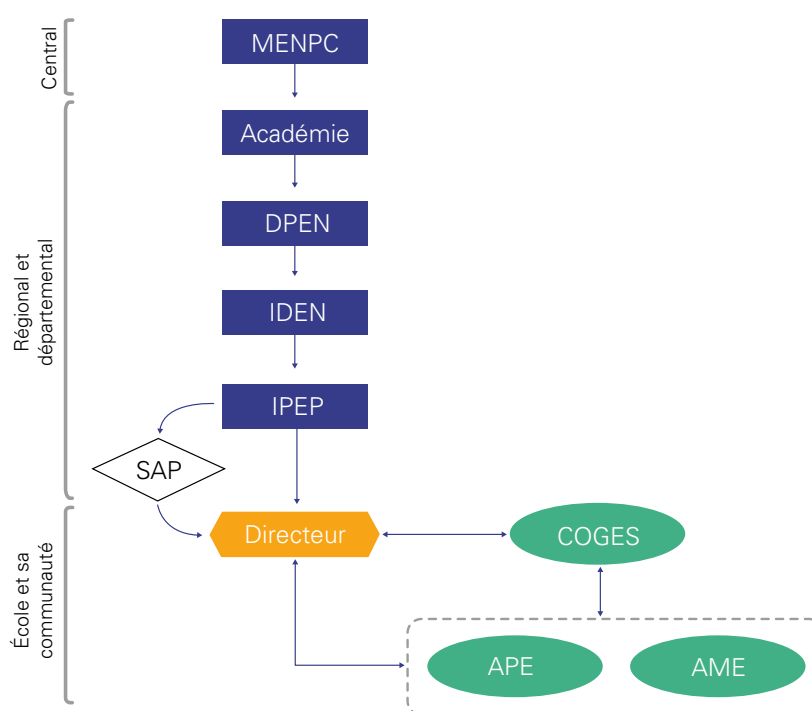 Central
MENPC
Régional et
départemental
Académie
DPEN
IDEN
IPEP
SAP
École et sa
communauté
Directeur
COGES
APE
AME